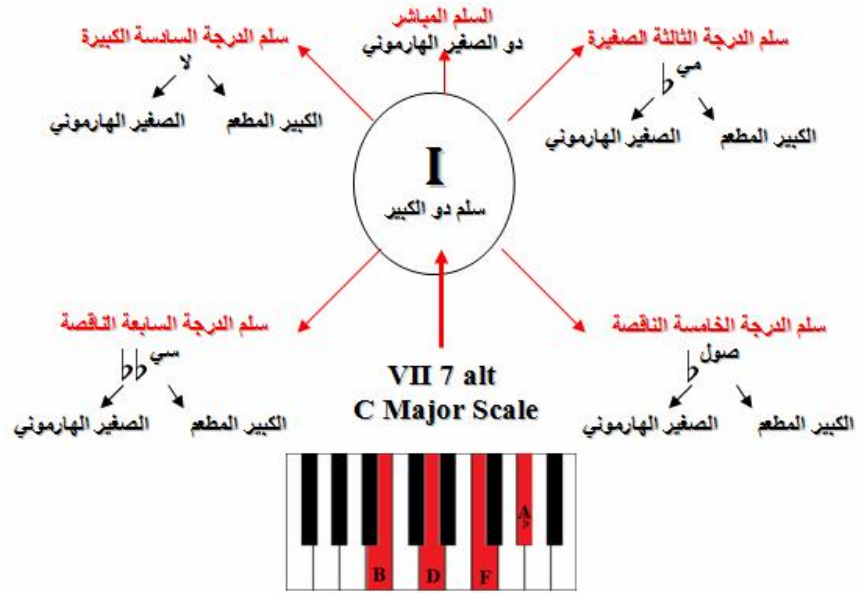 السلم المباشر
دو الصغير الهارموني
سلم الدرجة الثالثة الصغيرة
مي ♭
الكبير المطعم
الصغير الهارموني
سلم الدرجة السادسة الكبيرة
لا
الكبير المطعم
الصغير الهارموني
I
سلم دو الكبير
سلم الدرجة الخامسة الناقصة
صول ♭
الكبير المطعم
الصغير الهارموني
سلم الدرجة السابعة الناقصة
سي ♭♭
الكبير المطعم
الصغير الهارموني
VII 7 alt
C Major Scale
A♭
B D F